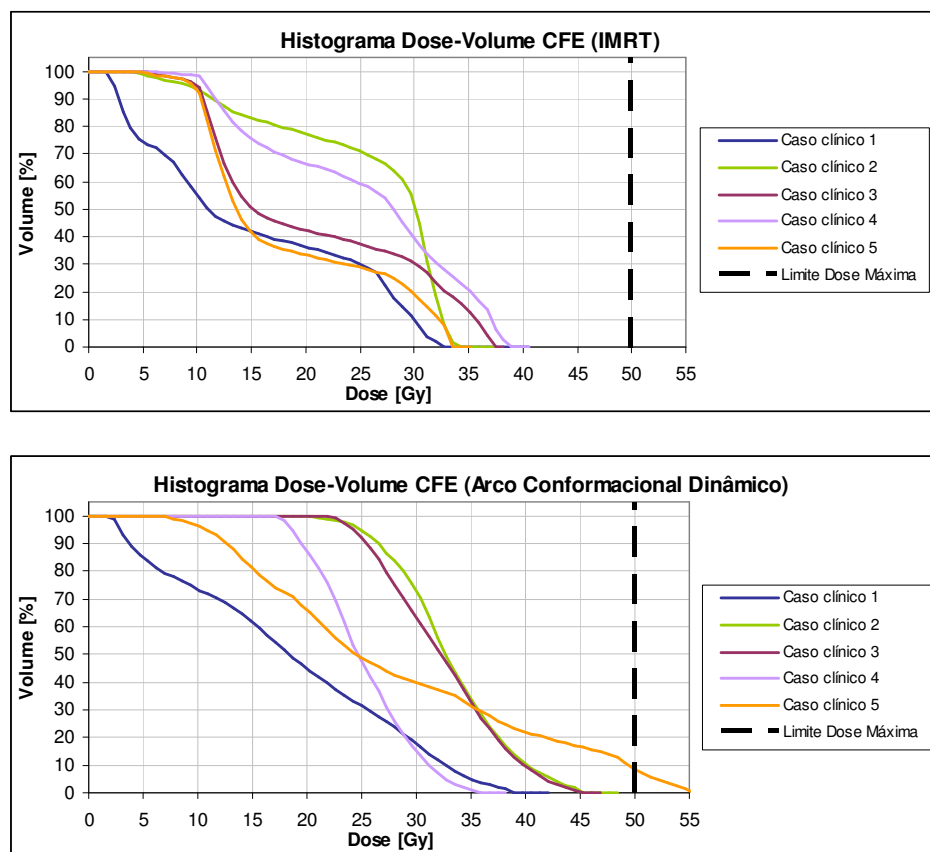 Histograma Dose-Volume CFE (IMRT)
Volume [%]
100
90
80
70
60
50
40
30
20
10
0
0 5 10 15 20 25 30 35 40 45 50 55
Dose [Gy]
Caso clínico 1
Caso clínico 2
Caso clínico 3
Caso clínico 4
Caso clínico 5
Limite Dose Máxima
Histograma Dose-Volume CFE (Arco Conformacional Dinâmico)
Volume [%]
100
90
80
70
60
50
40
30
20
10
0
0 5 10 15 20 25 30 35 40 45 50 55
Dose [Gy]
Caso clínico 1
Caso clínico 2
Caso clínico 3
Caso clínico 4
Caso clínico 5
Limite Dose Máxima